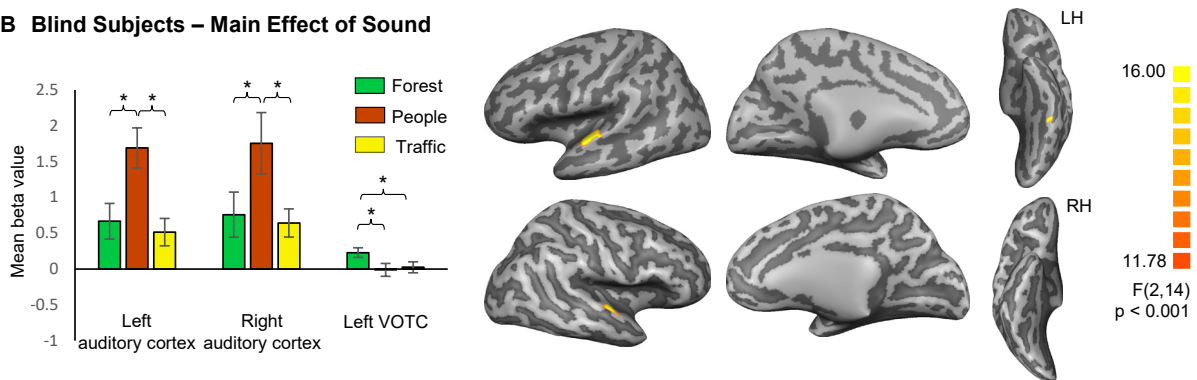 B Blind Subjects – Main Effect of Sound
Mean beta value
2.5
2
1.5
1
0.5
0
-0.5
-1
* * * * * *
Forest
People
Traffic
Left
auditory cortex
Right
auditory cortex
Left VOTC
LH
RH
16.00
11.78
F(2,14)
p < 0.001